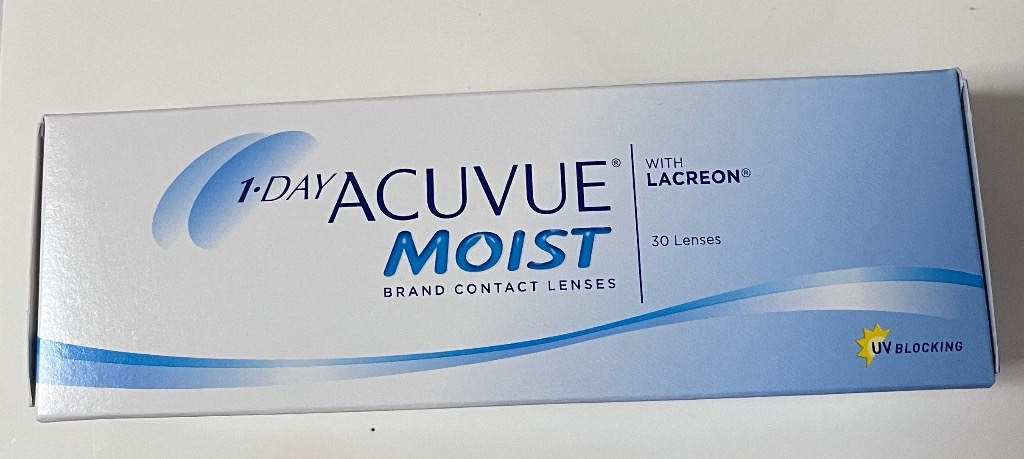 1·DAY ACUVUE®
MOIST
BRAND CONTACT LENSES
WITH
LACREON®
30 Lenses
UV BLOCKING